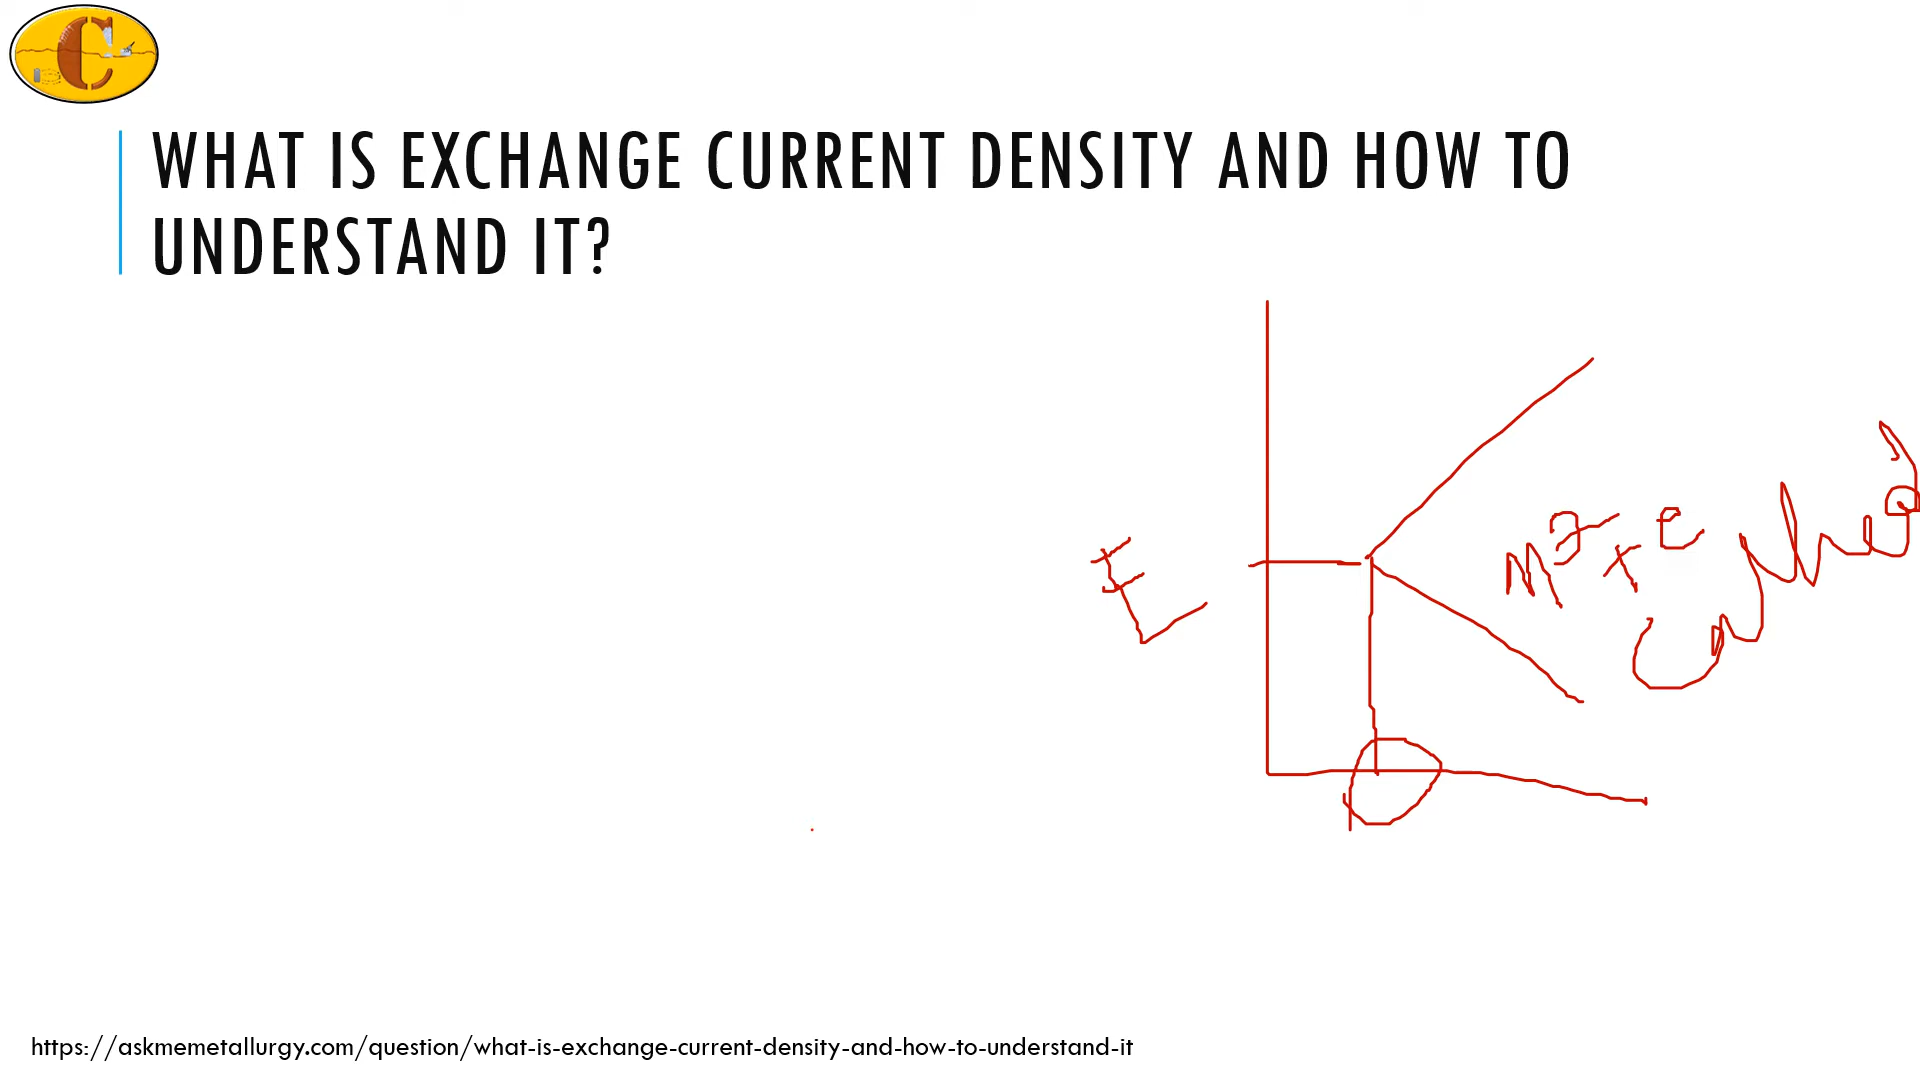 C
WHAT IS EXCHANGE CURRENT DENSITY AND HOW TO
UNDERSTAND IT?
E
https://askmemetallurgy.com/question/what-is-exchange-current-density-and-how-to-understand-it